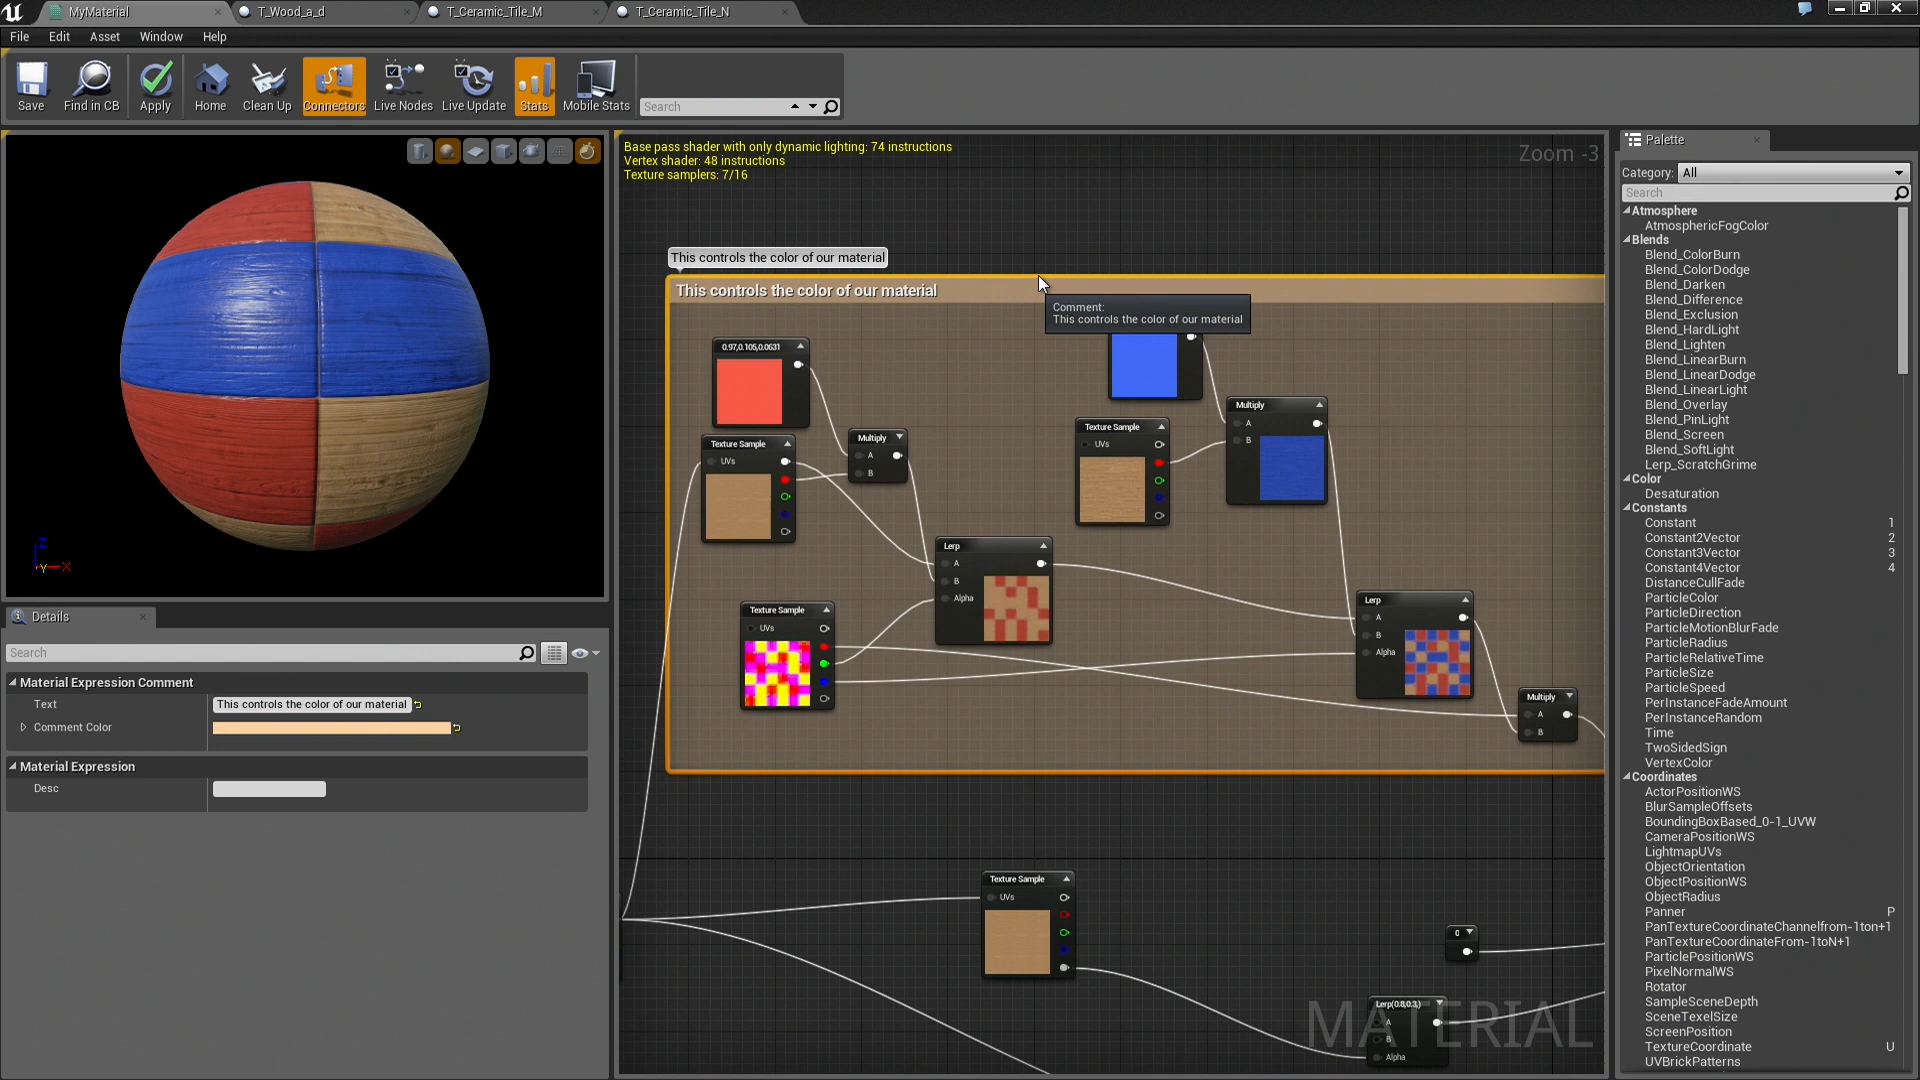 MyMaterial
T_Wood_a_d
T_Ceramic_Tile_M
T_Ceramic_Tile_N
File
Edit
Asset
Window
Help
Save
Find in CB
Apply
Home
Clean Up
Connectors
Live Nodes
Live Update
Stats
Mobile Stats
Search
Base pass shader with only dynamic lighting: 74 instructions
Vertex shader: 48 instructions
Texture samplers: 7/16
Zoom -3
This controls the color of our material
This controls the color of our material
Comment:
This controls the color of our material
0.97,0.105,0.0631
Texture Sample
UVs
Multiply
A
B
Texture Sample
UVs
Multiply
A
B
Lerp
A
B
Alpha
Texture Sample
UVs
Lerp
A
B
Alpha
Multiply
A
B
Texture Sample
UVs
0
Lerp(0.8,0.3,)
A
B
Alpha
MATERIAL
Z
Y
X
Details
Search
Material Expression Comment
Text
This controls the color of our material
Comment Color
Material Expression
Desc
Palette
Category: All
Search
Atmosphere
AtmosphericFogColor
Blends
Blend_ColorBurn
Blend_ColorDodge
Blend_Darken
Blend_Difference
Blend_Exclusion
Blend_HardLight
Blend_Lighten
Blend_LinearBurn
Blend_LinearDodge
Blend_LinearLight
Blend_Overlay
Blend_PinLight
Blend_Screen
Blend_SoftLight
Lerp_ScratchGrime
Color
Desaturation
Constants
Constant 1
Constant2Vector 2
Constant3Vector 3
Constant4Vector 4
DistanceCullFade
ParticleColor
ParticleDirection
ParticleMotionBlurFade
ParticleRadius
ParticleRelativeTime
ParticleSize
ParticleSpeed
PerInstanceFadeAmount
PerInstanceRandom
Time
TwoSidedSign
VertexColor
Coordinates
ActorPositionWS
BlurSampleOffsets
BoundingBoxBased_0-1_UVW
CameraPositionWS
LightmapUVs
ObjectOrientation
ObjectPositionWS
ObjectRadius
Panner P
PanTextureCoordinateChannelfrom-1ton+1
PanTextureCoordinateFrom-1toN+1
ParticlePositionWS
PixelNormalWS
Rotator
SampleSceneDepth
SceneTexelSize
ScreenPosition
TextureCoordinate U
UVBrickPatterns